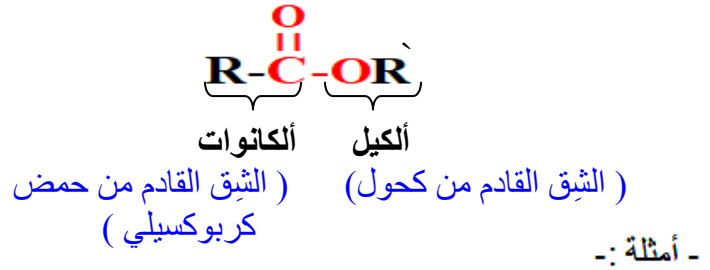 O
||
R-C-OR`
ألكيل ألكانوات
( الشِق القادم من كحول) ( الشِق القادم من حمض
كربوكسيلي )
- أمثلة :-